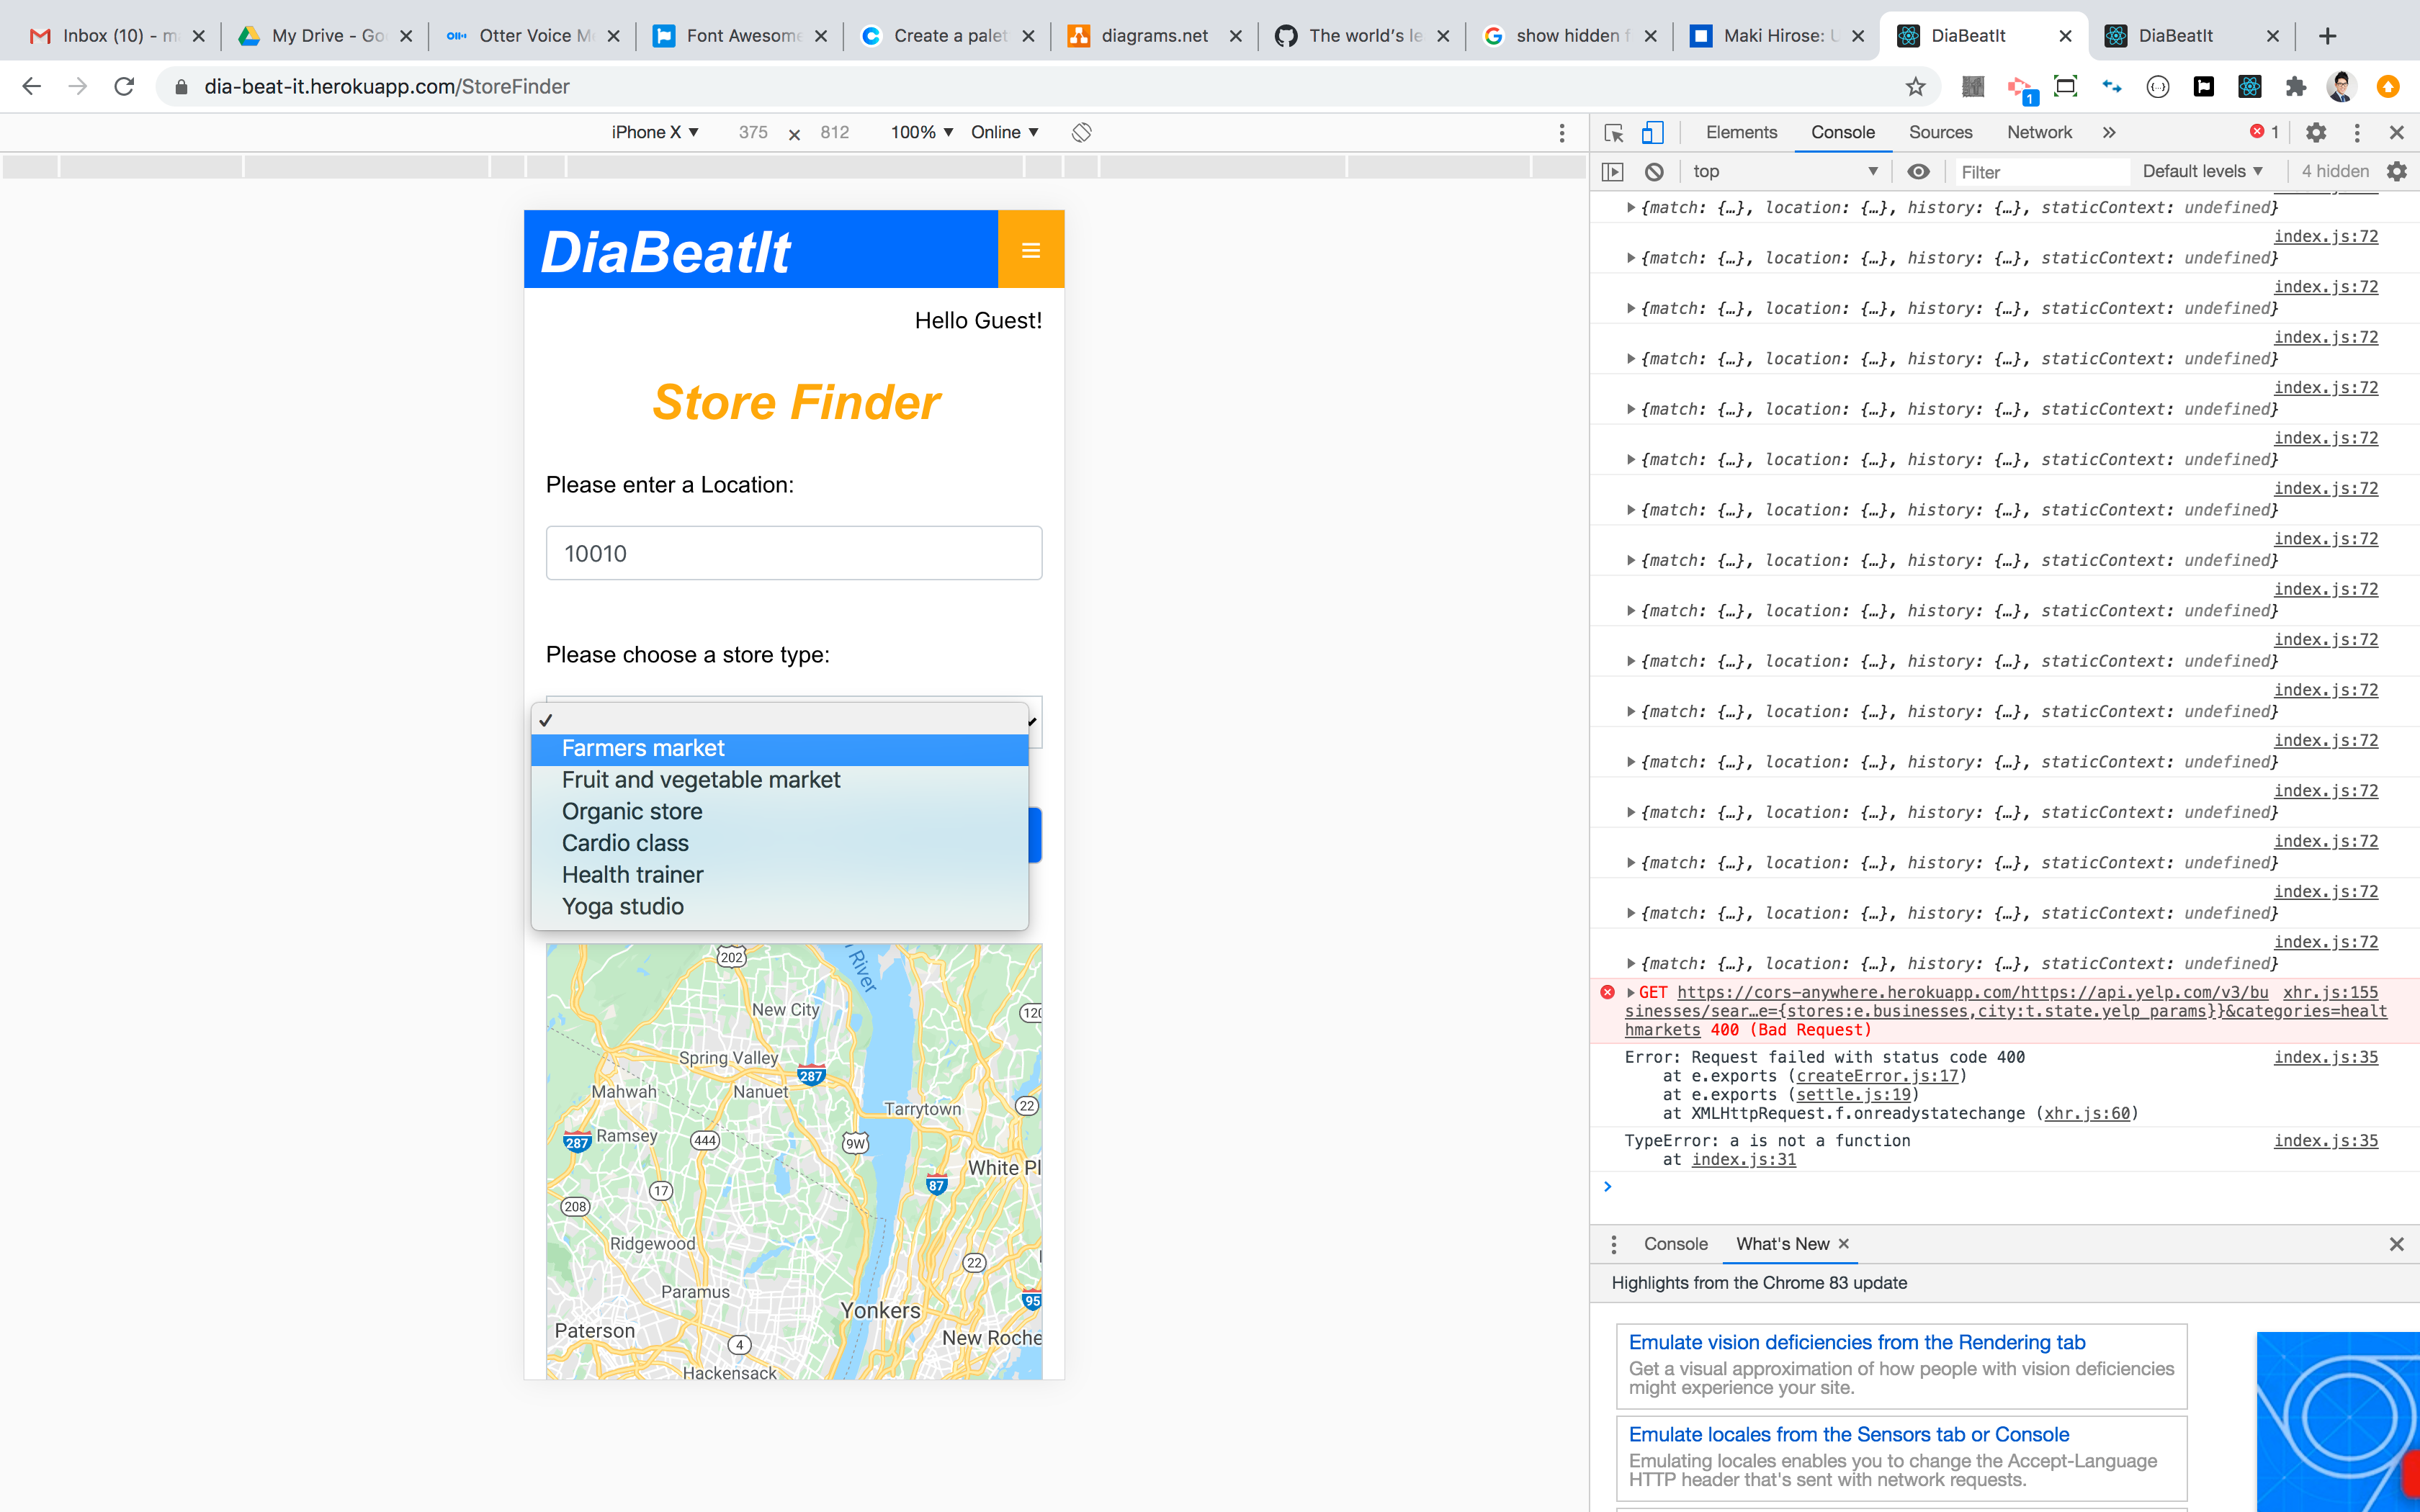 Inbox (10) - m
My Drive - Go
Otter Voice M
Font Awesome
Create a palet
diagrams.net
The world's le
show hidden f
Maki Hirose: U
DiaBeatIt
DiaBeatIt
dia-beat-it.herokuapp.com/StoreFinder
1
iPhone X ▼ 375 × 812 100% ▼ Online ▼
DiaBeatIt
Hello Guest!
Store Finder
Please enter a Location:
10010
Please choose a store type:
✓
Farmers market
Fruit and vegetable market
Organic store
Cardio class
Health trainer
Yoga studio
202
River
New City
120
Spring Valley
287
Mahwah
Nanuet
Tarrytown
22
287
Ramsey
444
9W
White Pl
87
17
208
Ridgewood
22
Paramus
95
Yonkers
Paterson
New Roche
4
Hackensack
Elements Console Sources Network » 1
top ▼ Filter Default levels ▼ 4 hidden
▶{match: {…}, location: {…}, history: {…}, staticContext: undefined}
index.js:72
▶{match: {…}, location: {…}, history: {…}, staticContext: undefined}
index.js:72
▶{match: {…}, location: {…}, history: {…}, staticContext: undefined}
index.js:72
▶{match: {…}, location: {…}, history: {…}, staticContext: undefined}
index.js:72
▶{match: {…}, location: {…}, history: {…}, staticContext: undefined}
index.js:72
▶{match: {…}, location: {…}, history: {…}, staticContext: undefined}
index.js:72
▶{match: {…}, location: {…}, history: {…}, staticContext: undefined}
index.js:72
▶{match: {…}, location: {…}, history: {…}, staticContext: undefined}
index.js:72
▶{match: {…}, location: {…}, history: {…}, staticContext: undefined}
index.js:72
▶{match: {…}, location: {…}, history: {…}, staticContext: undefined}
index.js:72
▶{match: {…}, location: {…}, history: {…}, staticContext: undefined}
index.js:72
▶{match: {…}, location: {…}, history: {…}, staticContext: undefined}
index.js:72
▶{match: {…}, location: {…}, history: {…}, staticContext: undefined}
index.js:72
▶{match: {…}, location: {…}, history: {…}, staticContext: undefined}
index.js:72
▶{match: {…}, location: {…}, history: {…}, staticContext: undefined}
index.js:72
▶{match: {…}, location: {…}, history: {…}, staticContext: undefined}
▶GET https://cors-anywhere.herokuapp.com/https://api.yelp.com/v3/bu xhr.js:155
sinesses/sear…e={stores:e.businesses,city:t.state.yelp_params}}&categories=healt
hmarkets 400 (Bad Request)
Error: Request failed with status code 400 index.js:35
at e.exports (createError.js:17)
at e.exports (settle.js:19)
at XMLHttpRequest.f.onreadystatechange (xhr.js:60)
TypeError: a is not a function index.js:35
at index.js:31
Console What's New
Highlights from the Chrome 83 update
Emulate vision deficiencies from the Rendering tab
Get a visual approximation of how people with vision deficiencies
might experience your site.
Emulate locales from the Sensors tab or Console
Emulating locales enables you to change the Accept-Language
HTTP header that's sent with network requests.